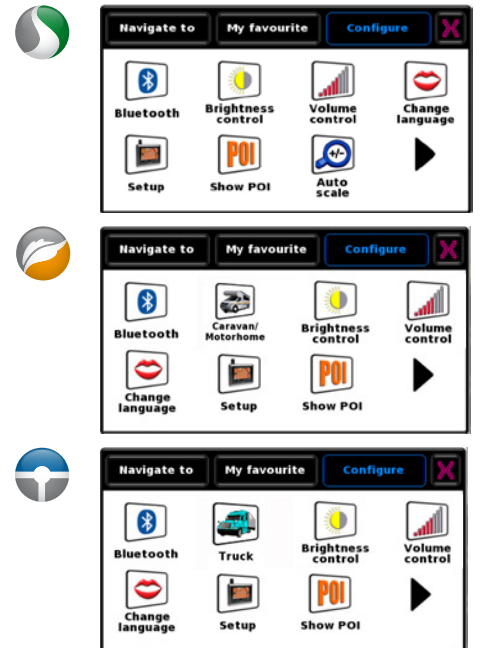 Navigate to My favourite Configure X
Bluetooth Brightness control Volume control Change language
Setup POI Show POI +/- Auto scale
Navigate to My favourite Configure X
Bluetooth Caravan/ Motorhome Brightness control Volume control
Change language Setup POI Show POI
Navigate to My favourite Configure X
Bluetooth Truck Brightness control Volume control
Change language Setup POI Show POI